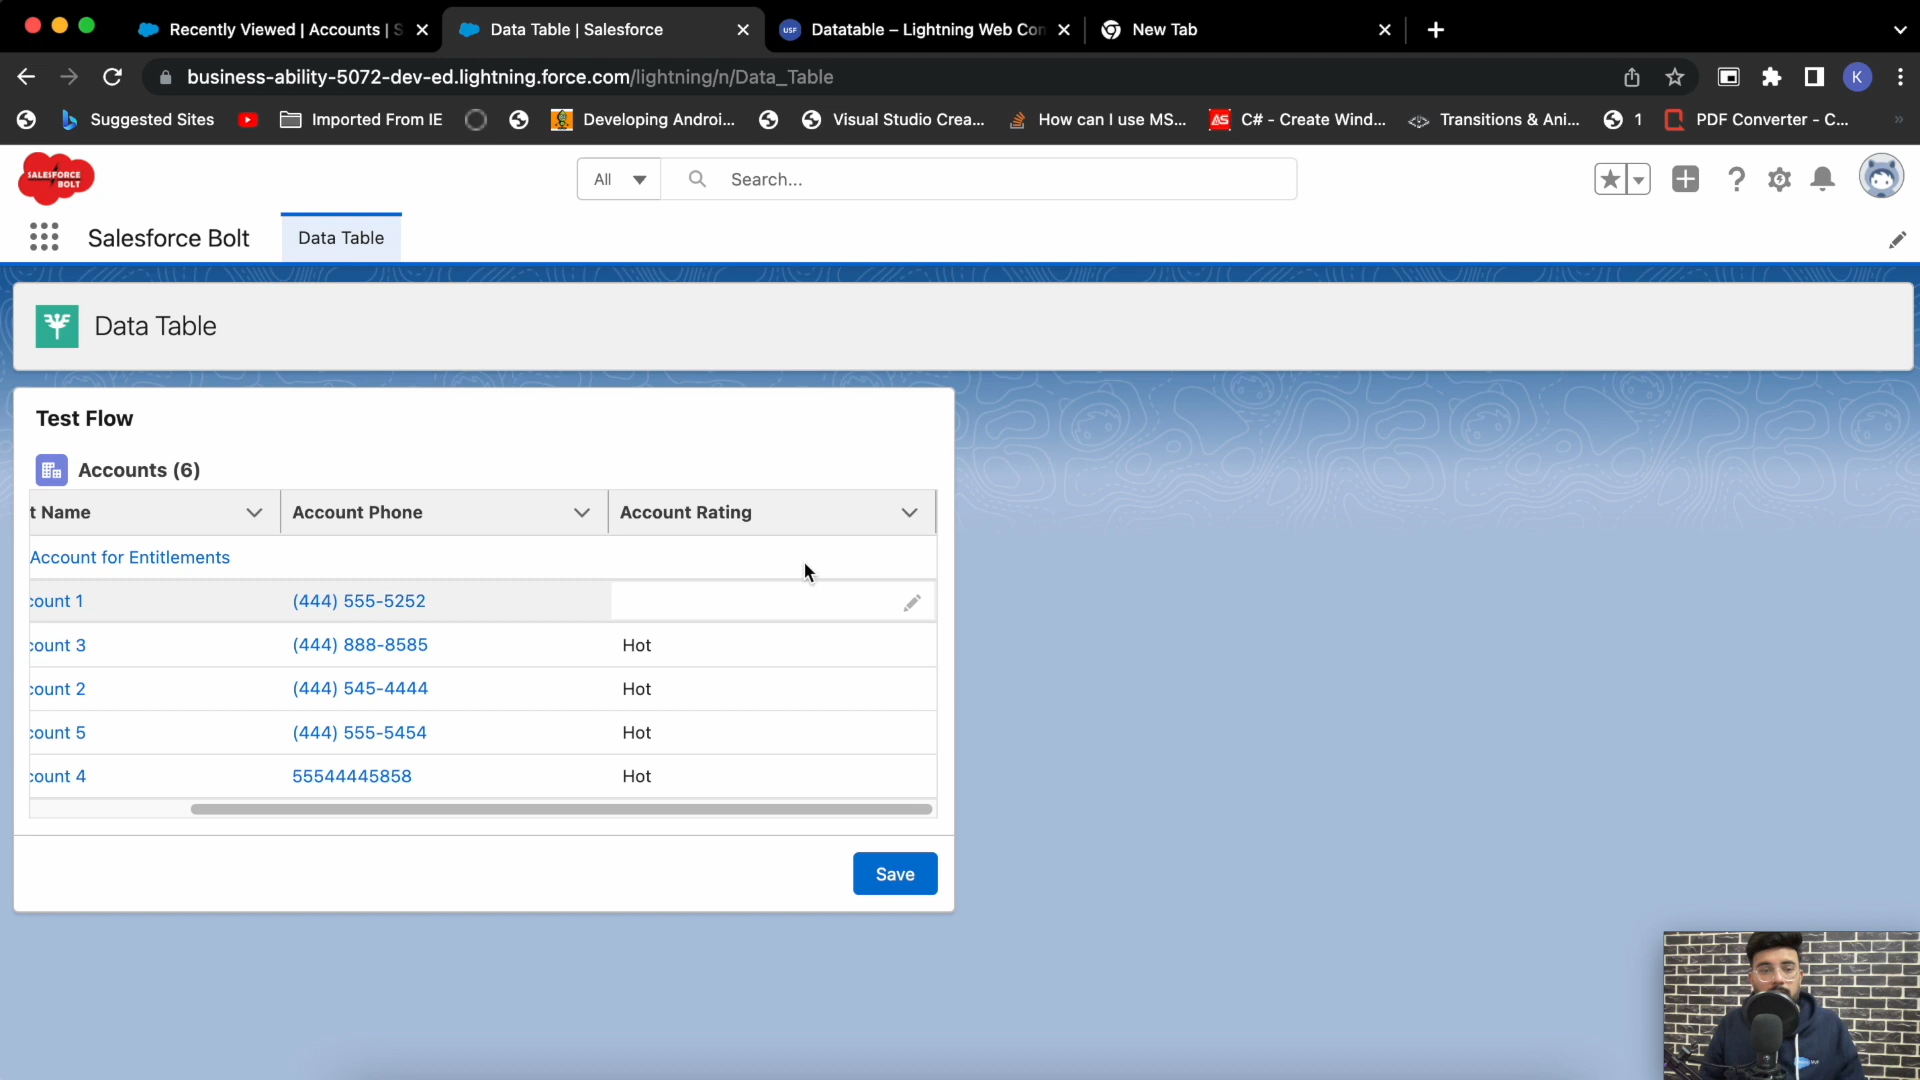 Recently Viewed | Accounts | S
Data Table | Salesforce
USF
Datatable – Lightning Web Con
New Tab
business-ability-5072-dev-ed.lightning.force.com/lightning/n/Data_Table
K
Suggested Sites
Imported From IE
Developing Androi...
Visual Studio Crea...
How can I use MS...
AS
C# - Create Wind...
Transitions & Ani...
1
PDF Converter - C...
SALESFORCE
BOLT
All
Search...
Salesforce Bolt
Data Table
Data Table
Test Flow
Accounts (6)
t Name
Account Phone
Account Rating
Account for Entitlements
count 1
(444) 555-5252
count 3
(444) 888-8585
Hot
count 2
(444) 545-4444
Hot
count 5
(444) 555-5454
Hot
count 4
55544445858
Hot
Save